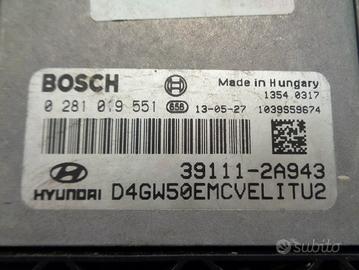 BOSCH
Made in Hungary
1354.0317
0 281 019 551 656 13-05-27 1039S59674
39111-2A943
HYUNDAI D4GW50EMCVELITU2
subito